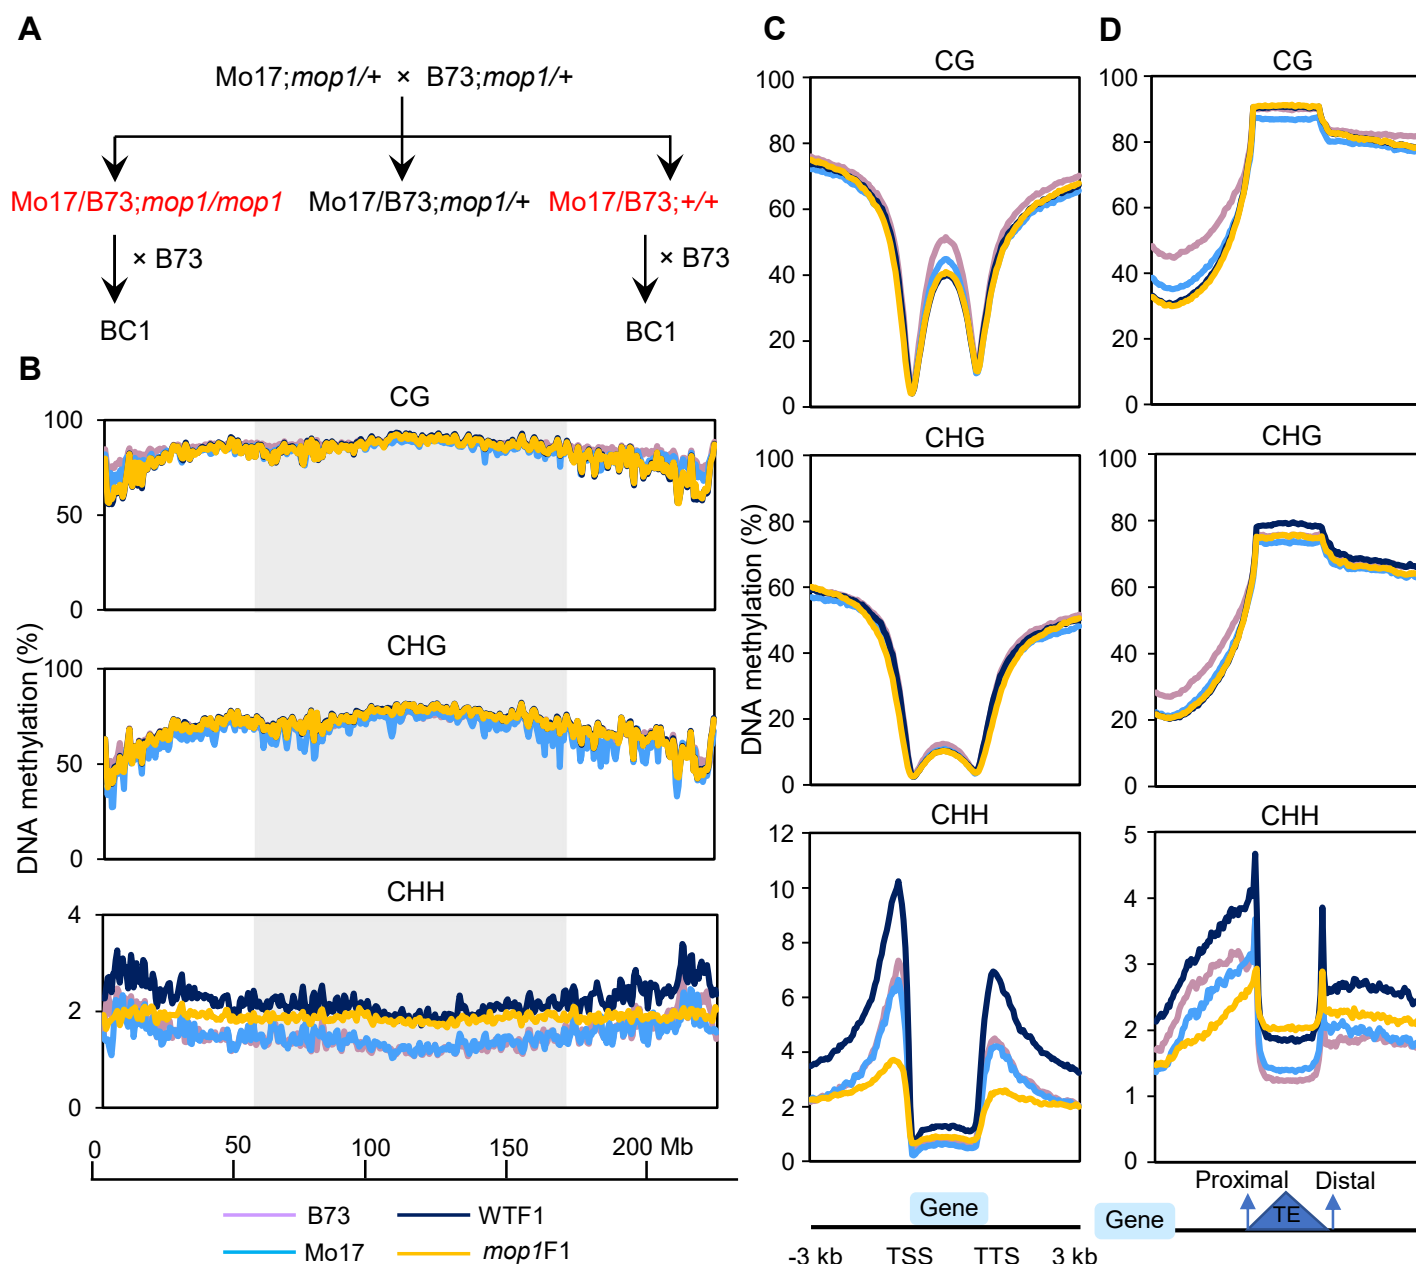 A
Mo17;mop1/+ × B73;mop1/+
Mo17/B73;mop1/mop1 Mo17/B73;mop1/+ Mo17/B73;+/+
× B73 × B73
BC1 BC1
B
DNA methylation (%)
CG
100
50
0
CHG
100
50
0
CHH
4
2
0
0 50 100 150 200 Mb
B73 WTF1
Mo17 mop1F1
C
DNA methylation (%)
CG
100
80
60
40
20
0
CHG
100
80
60
40
20
0
CHH
12
10
8
6
4
2
0
Gene
-3 kb TSS TTS 3 kb
D
CG
100
80
60
40
20
0
CHG
100
80
60
40
20
0
CHH
5
4
3
2
1
0
Proximal Distal
Gene TE